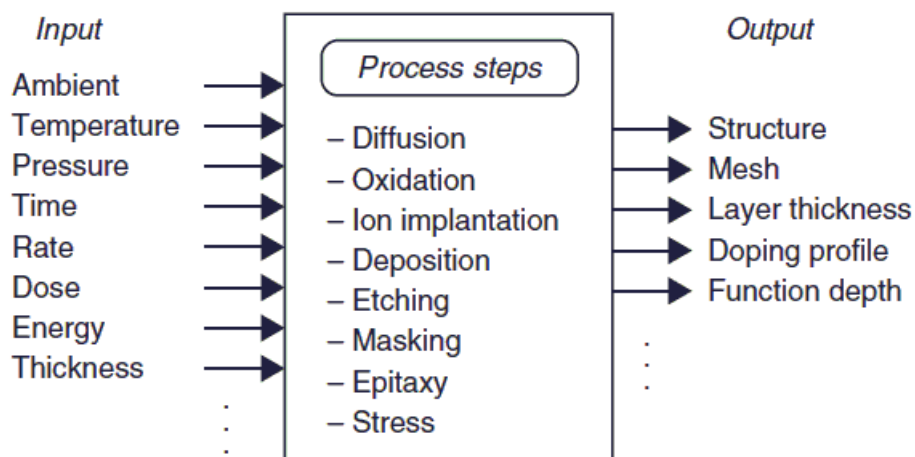 Input
Ambient
Temperature
Pressure
Time
Rate
Dose
Energy
Thickness
Process steps
– Diffusion
– Oxidation
– Ion implantation
– Deposition
– Etching
– Masking
– Epitaxy
– Stress
Output
Structure
Mesh
Layer thickness
Doping profile
Function depth